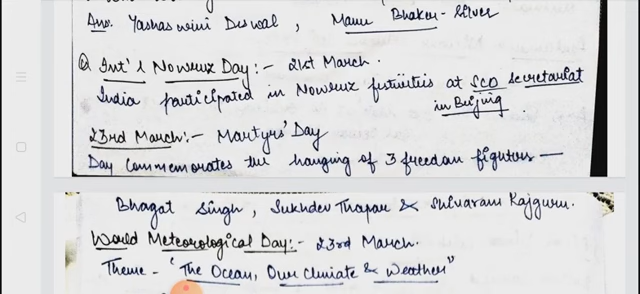 Ans. Yashaswini Deswal, Manu Bhaker - Silver
Q Int'l Nowruz Day:- 21st March.
India participated in Nowruz festivities at SCO secretariat
in Beijing.
23rd March:- Martyrs' Day
Day commemorates the hanging of 3 freedom fighters —
Bhagat Singh, Sukhdev Thapar & Shivaram Rajguru.
World Meteorological Day:- 23rd March.
Theme - "The Ocean, Our Climate & Weather"